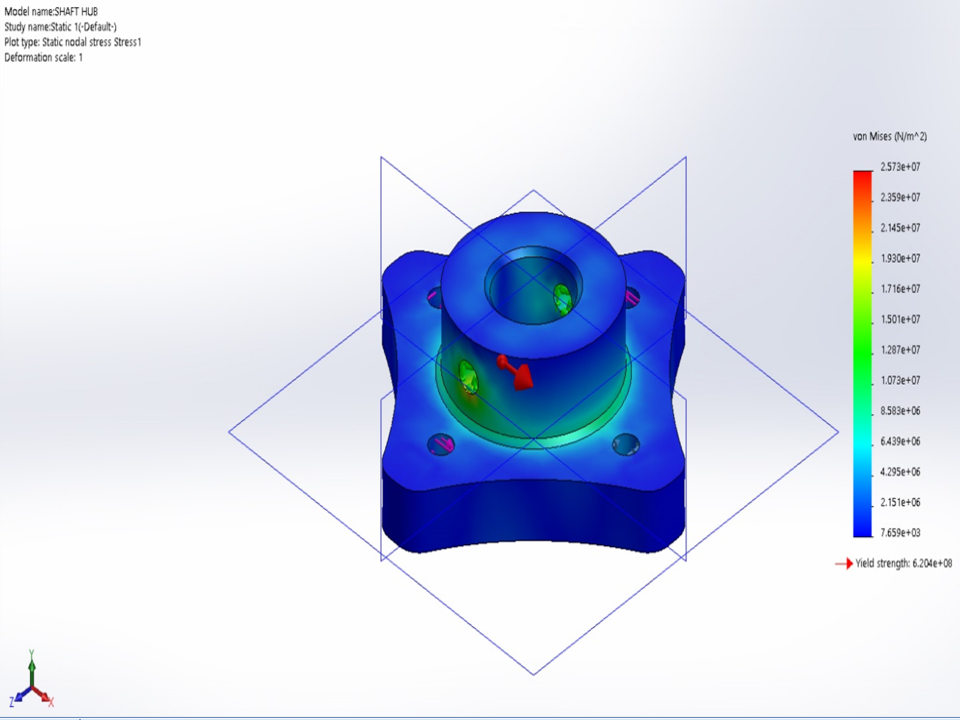 Model name:SHAFT HUB
Study name:Static 1(-Default-)
Plot type: Static nodal stress Stress1
Deformation scale: 1
von Mises (N/m^2)
2.573e+07
2.359e+07
2.145e+07
1.930e+07
1.716e+07
1.501e+07
1.287e+07
1.073e+07
8.583e+06
6.439e+06
4.295e+06
2.151e+06
7.659e+03
Yield strength: 6.204e+08
Y
Z
X